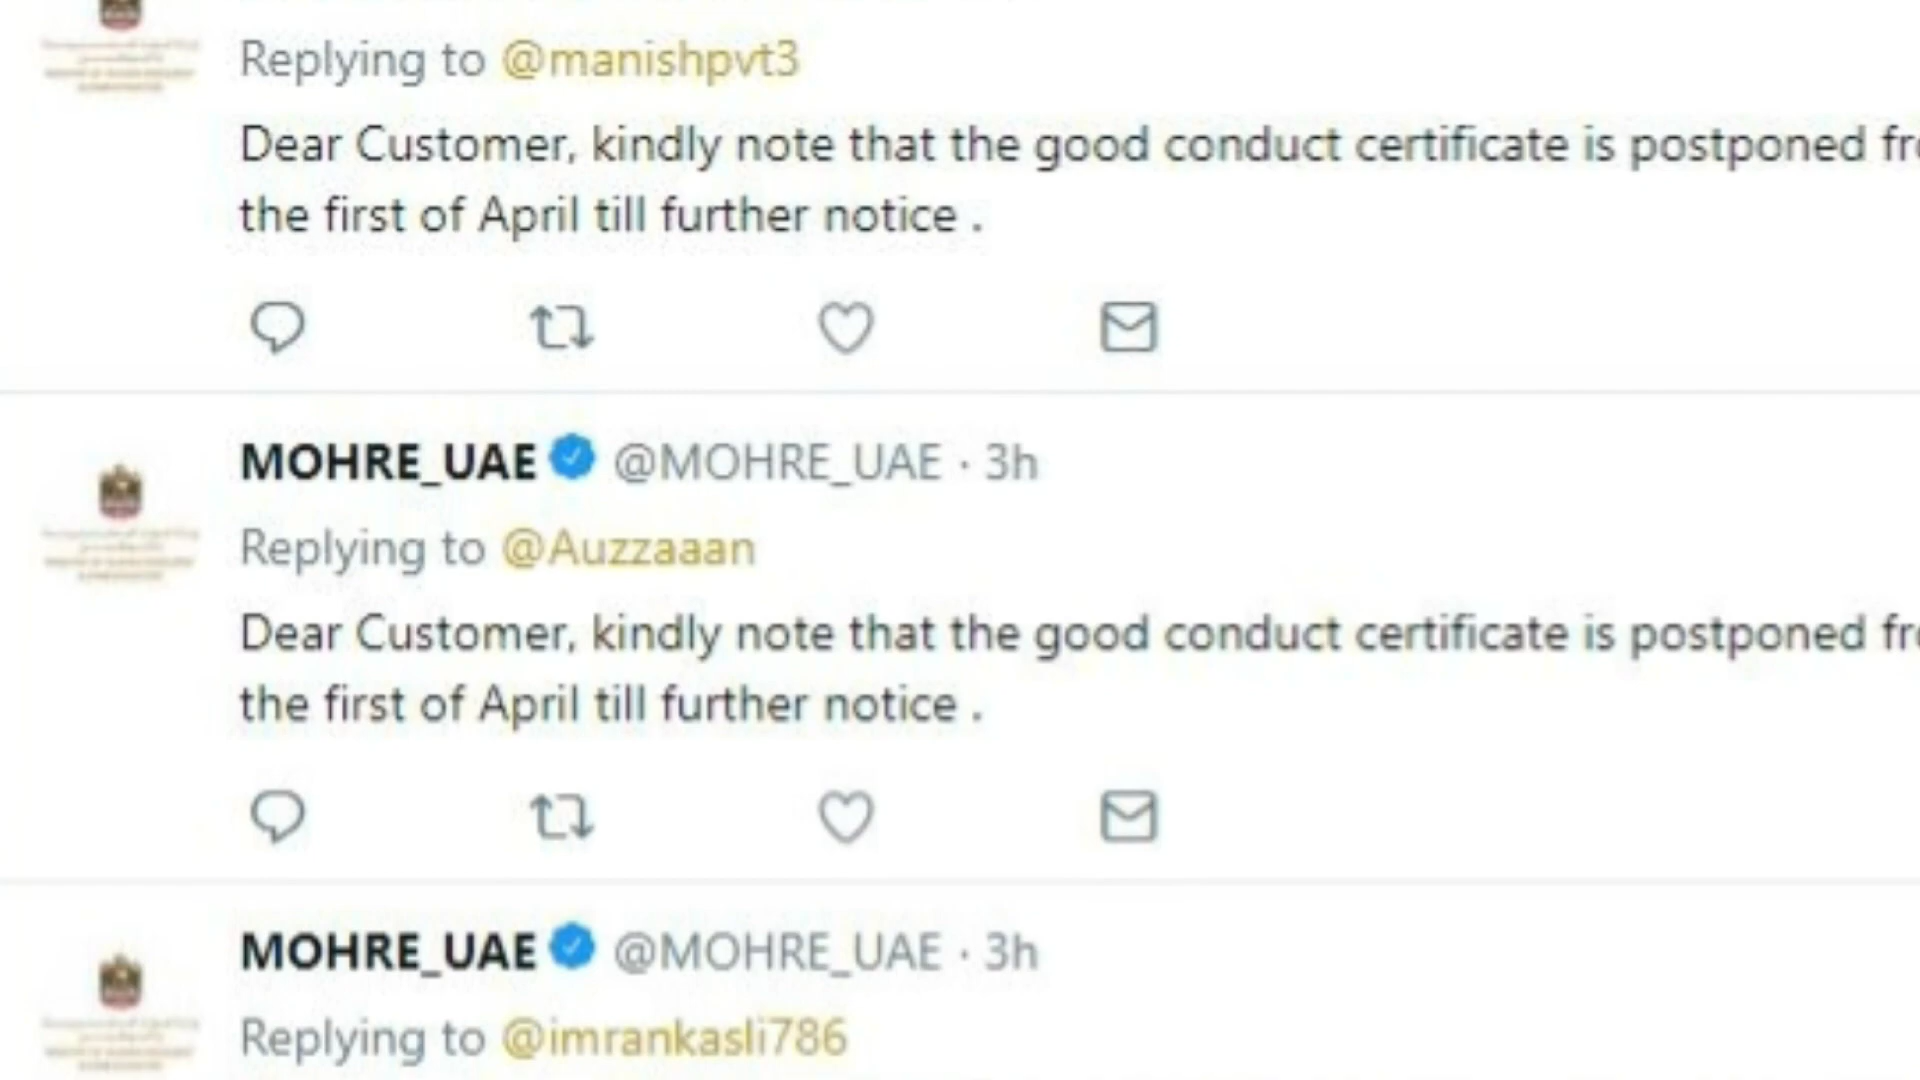 Replying to @manishpvt3
Dear Customer, kindly note that the good conduct certificate is postponed fro
the first of April till further notice .
MOHRE_UAE @MOHRE_UAE · 3h
Replying to @Auzzaaan
Dear Customer, kindly note that the good conduct certificate is postponed fro
the first of April till further notice .
MOHRE_UAE @MOHRE_UAE · 3h
Replying to @imrankasli786